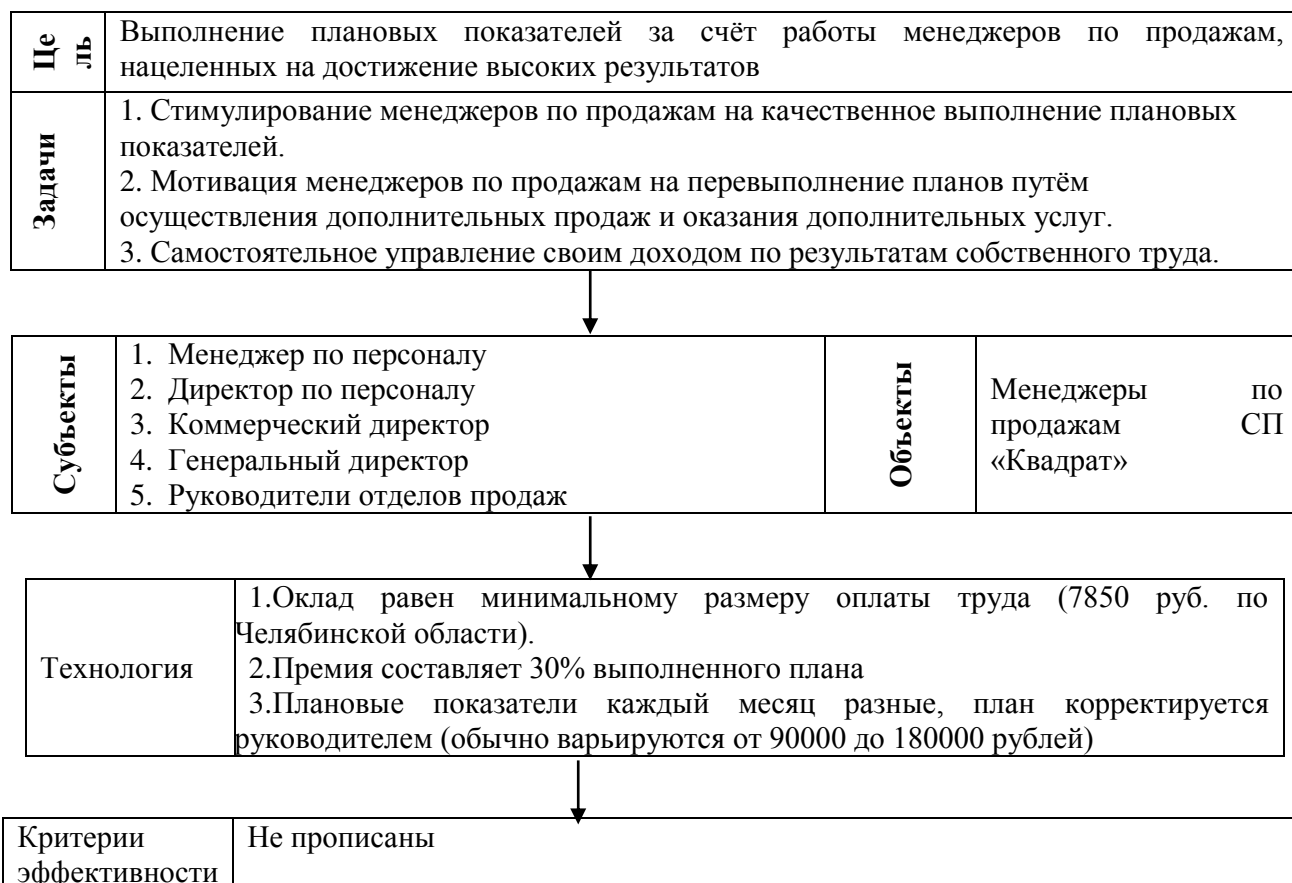 Цель
Выполнение плановых показателей за счёт работы менеджеров по продажам,
нацеленных на достижение высоких результатов
Задачи
1. Стимулирование менеджеров по продажам на качественное выполнение плановых
показателей.
2. Мотивация менеджеров по продажам на перевыполнение планов путём
осуществления дополнительных продаж и оказания дополнительных услуг.
3. Самостоятельное управление своим доходом по результатам собственного труда.
Субъекты
1. Менеджер по персоналу
2. Директор по персоналу
3. Коммерческий директор
4. Генеральный директор
5. Руководители отделов продаж
Объекты
Менеджеры по
продажам СП
«Квадрат»
Технология
1.Оклад равен минимальному размеру оплаты труда (7850 руб. по
Челябинской области).
2.Премия составляет 30% выполненного плана
3.Плановые показатели каждый месяц разные, план корректируется
руководителем (обычно варьируются от 90000 до 180000 рублей)
Критерии
эффективности
Не прописаны